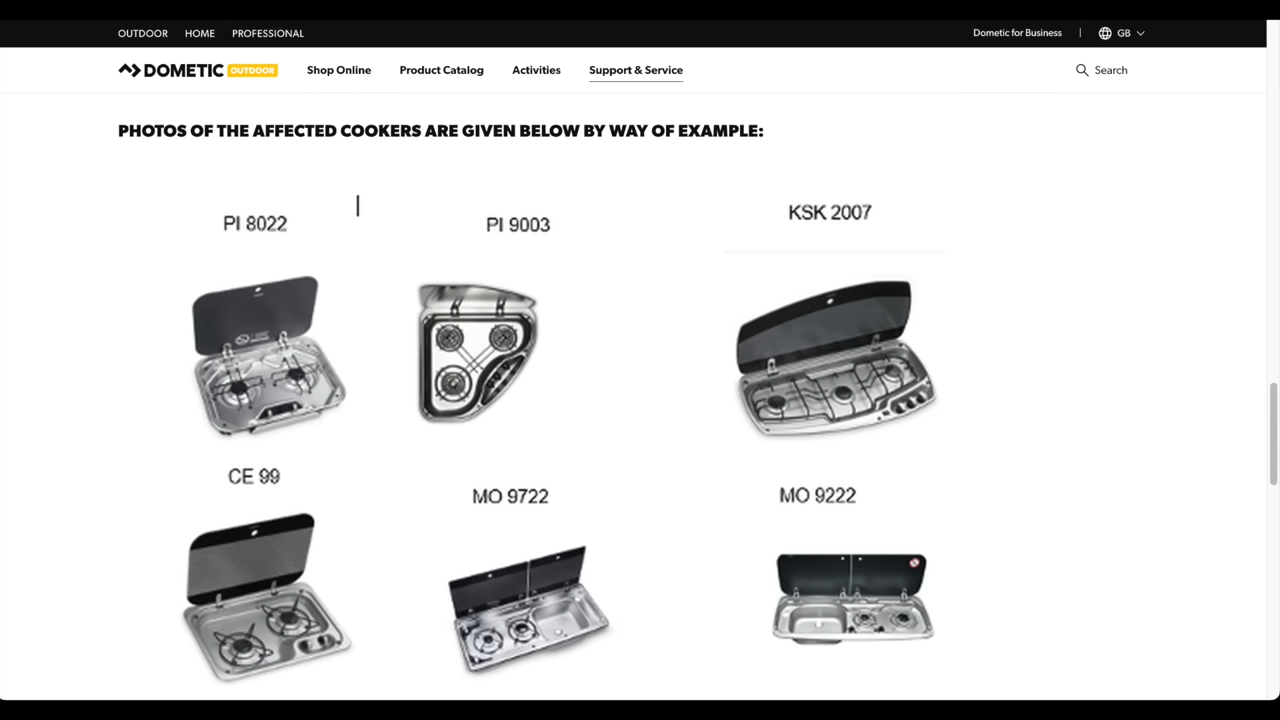 OUTDOOR HOME PROFESSIONAL Dometic for Business | GB
DOMETIC OUTDOOR Shop Online Product Catalog Activities Support & Service Search
PHOTOS OF THE AFFECTED COOKERS ARE GIVEN BELOW BY WAY OF EXAMPLE:
PI 8022 PI 9003 KSK 2007
CE 99 MO 9722 MO 9222